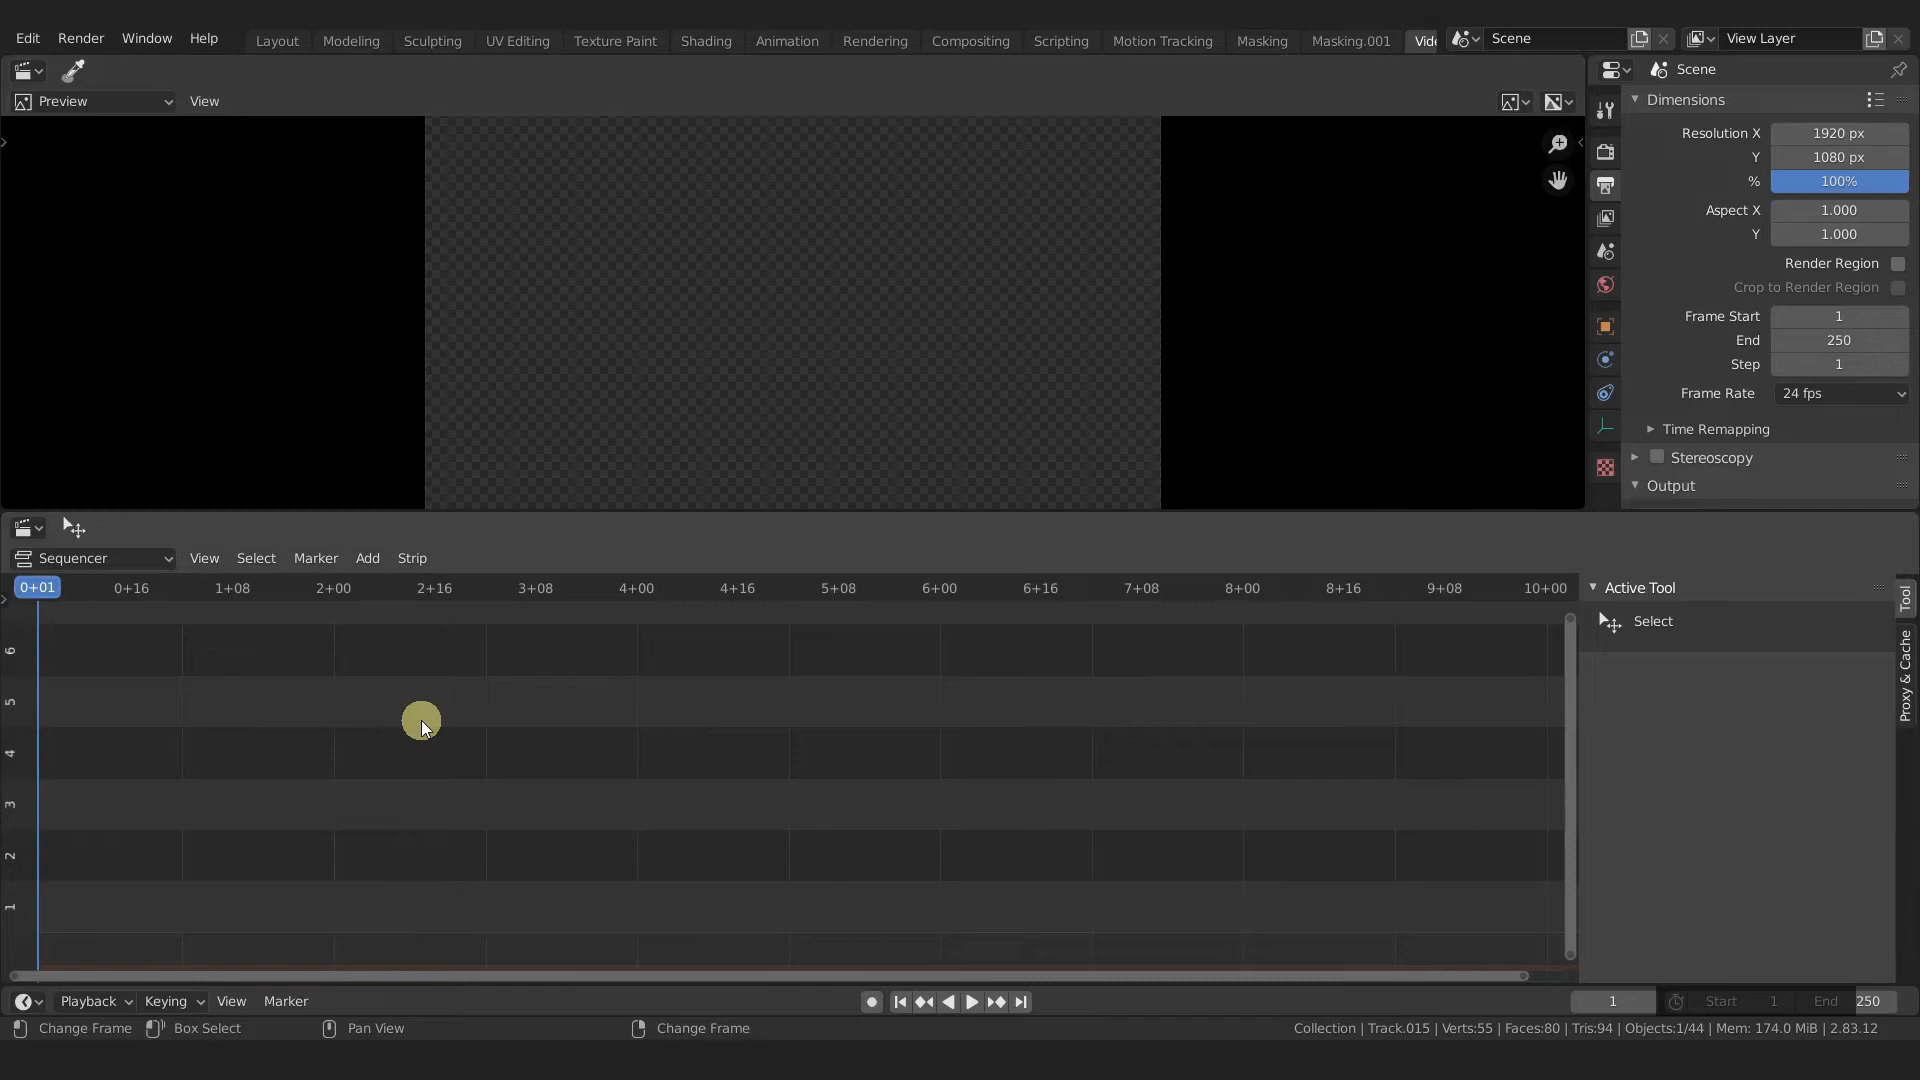 Edit Render Window Help Layout Modeling Sculpting UV Editing Texture Paint Shading Animation Rendering Compositing Scripting Motion Tracking Masking Masking.001 Vide Scene View Layer
Scene
Preview View
Dimensions
Resolution X 1920 px
Y 1080 px
% 100%
Aspect X 1.000
Y 1.000
Render Region
Crop to Render Region
Frame Start 1
End 250
Step 1
Frame Rate 24 fps
Time Remapping
Stereoscopy
Output
Sequencer View Select Marker Add Strip
0+01 0+16 1+08 2+00 2+16 3+08 4+00 4+16 5+08 6+00 6+16 7+08 8+00 8+16 9+08 10+00
Active Tool
Select
Tool
Proxy & Cache
6
5
4
3
2
1
Playback Keying View Marker 1 Start 1 End 250
Change Frame Box Select Pan View Change Frame Collection | Track.015 | Verts:55 | Faces:80 | Tris:94 | Objects:1/44 | Mem: 174.0 MiB | 2.83.12